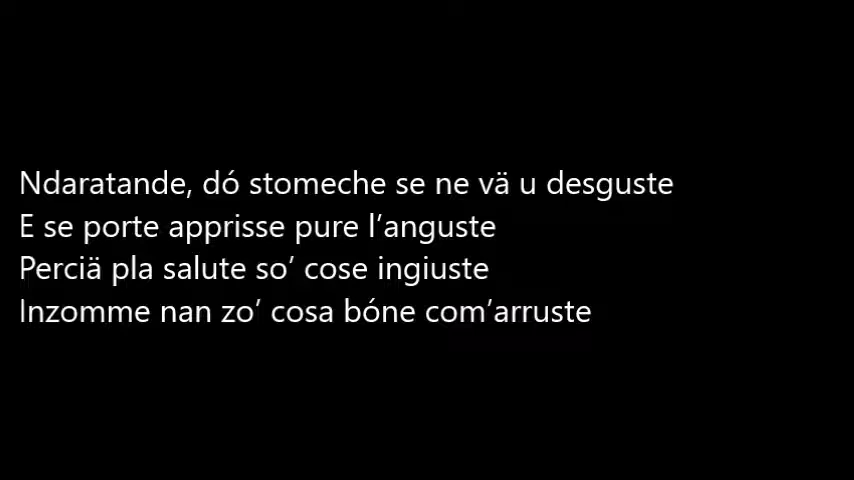 Ndaratande, dó stomeche se ne vä u desguste
E se porte apprisse pure l’anguste
Perciä pla salute so’ cose ingiuste
Inzomme nan zo’ cosa bóne com’arruste